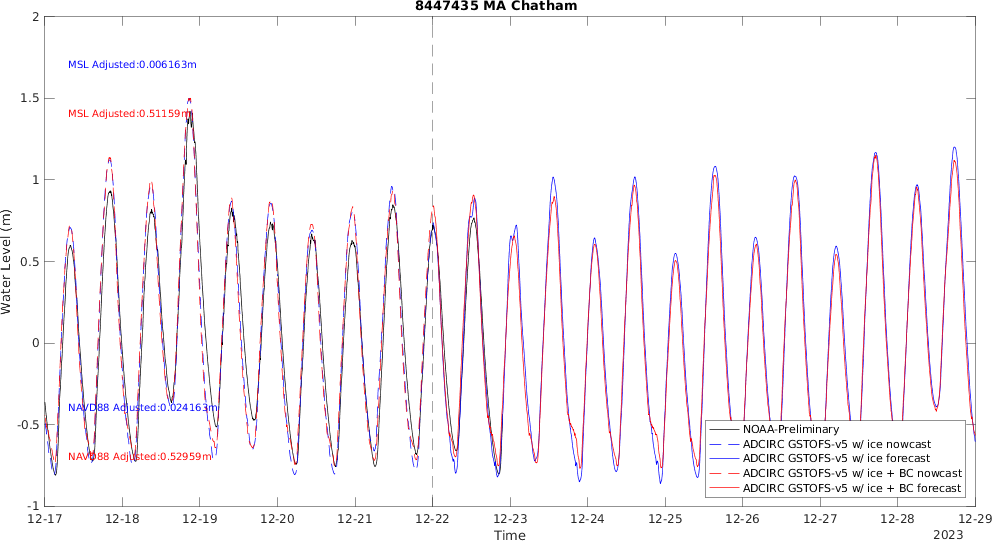 8447435 MA Chatham
2
1.5
1
0.5
0
-0.5
-1
Water Level (m)
MSL Adjusted:0.006163m
MSL Adjusted:0.51159m
NAVD88 Adjusted:0.024163m
NAVD88 Adjusted:0.52959m
NOAA-Preliminary
ADCIRC GSTOFS-v5 w/ ice nowcast
ADCIRC GSTOFS-v5 w/ ice forecast
ADCIRC GSTOFS-v5 w/ ice + BC nowcast
ADCIRC GSTOFS-v5 w/ ice + BC forecast
12-17 12-18 12-19 12-20 12-21 12-22 12-23 12-24 12-25 12-26 12-27 12-28 12-29
Time
2023